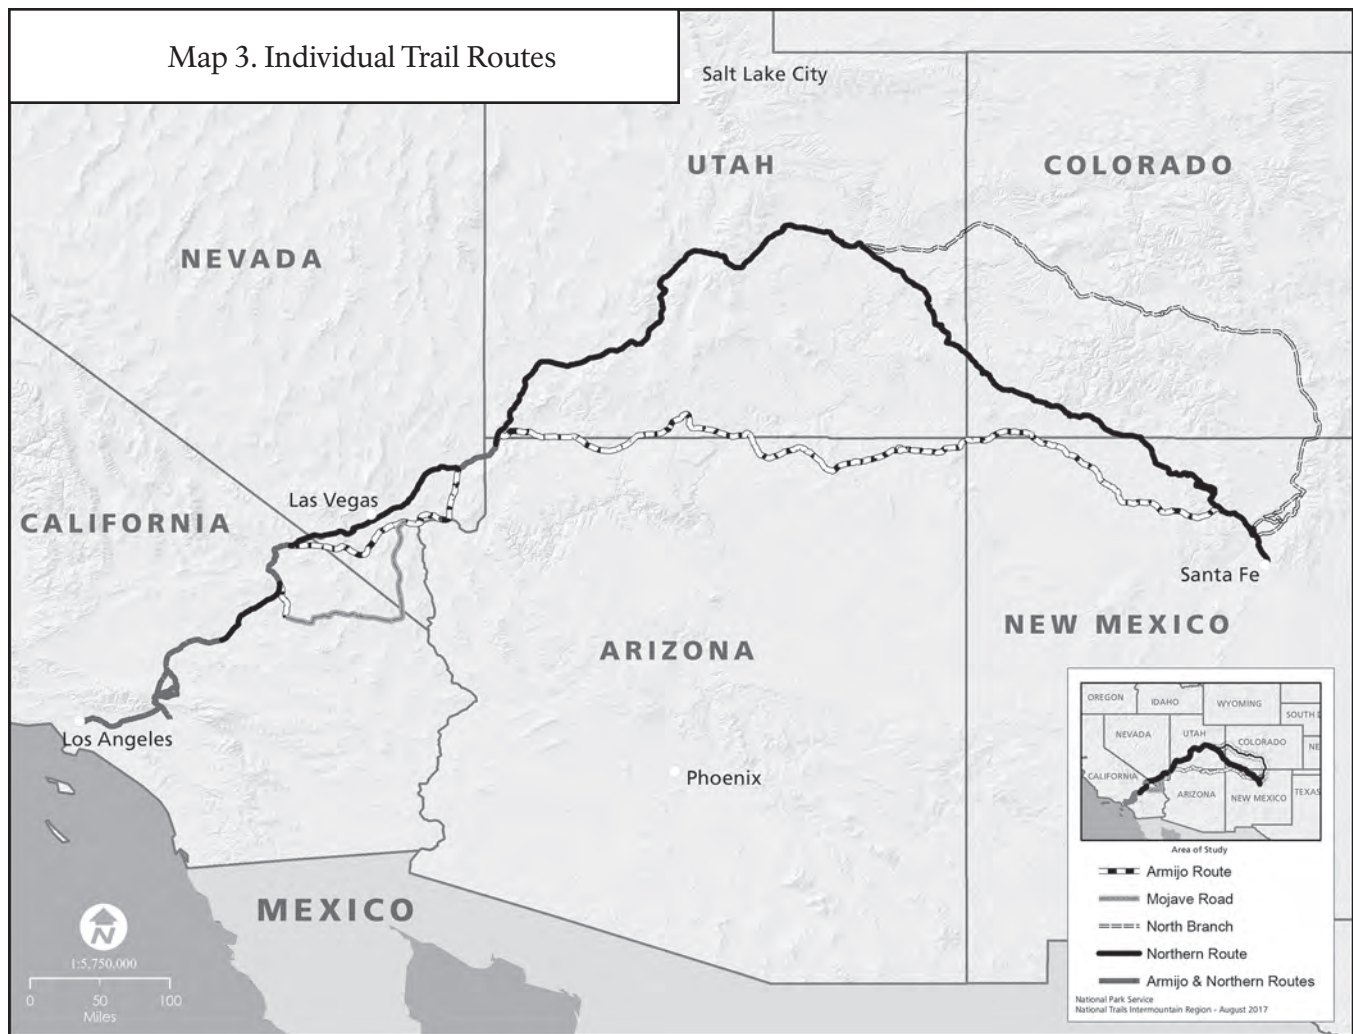 Map 3. Individual Trail Routes
Salt Lake City
UTAH
COLORADO
NEVADA
Las Vegas
CALIFORNIA
Santa Fe
NEW MEXICO
ARIZONA
Los Angeles
Phoenix
MEXICO
N
1:5,750,000
0 50 100
Miles
OREGON
IDAHO
WYOMING
SOUTH D
NEVADA
UTAH
COLORADO
NE
CALIFORNIA
ARIZONA
NEW MEXICO
TEXAS
Area of Study
Armijo Route
Mojave Road
North Branch
Northern Route
Armijo & Northern Routes
National Park Service
National Trails Intermountain Region - August 2017